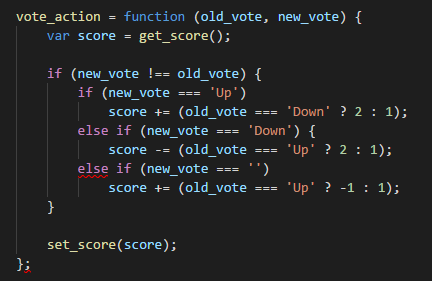 vote_action = function (old_vote, new_vote) {
    var score = get_score();

    if (new_vote !== old_vote) {
        if (new_vote === 'Up')
            score += (old_vote === 'Down' ? 2 : 1);
        else if (new_vote === 'Down') {
            score -= (old_vote === 'Up' ? 2 : 1);
        else if (new_vote === '')
            score += (old_vote === 'Up' ? -1 : 1);
    }

    set_score(score);
};